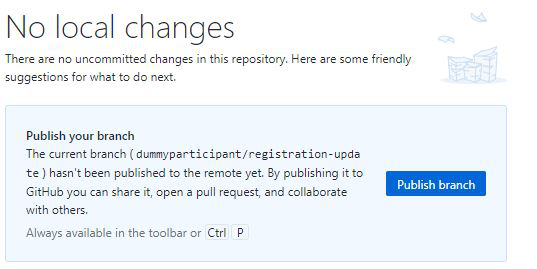 No local changes
There are no uncommitted changes in this repository. Here are some friendly
suggestions for what to do next.
Publish your branch
The current branch ( dummyparticipant/registration-upda
te ) hasn't been published to the remote yet. By publishing it to
GitHub you can share it, open a pull request, and collaborate
with others.
Publish branch
Always available in the toolbar or Ctrl P